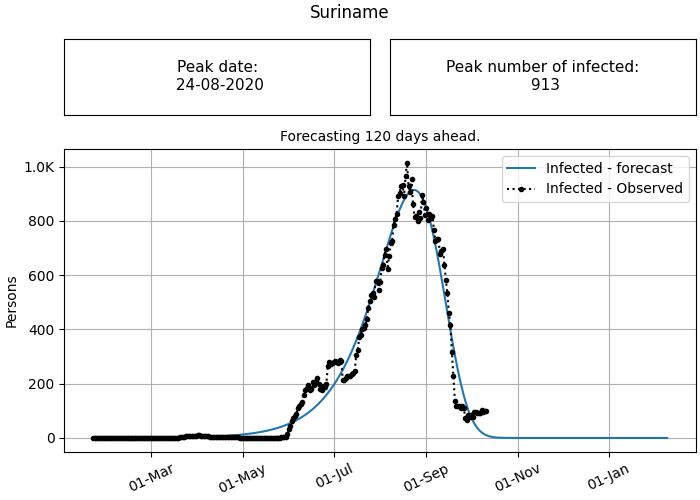 Suriname
Peak date:
24-08-2020
Peak number of infected:
913
Forecasting 120 days ahead.
Infected - forecast
Infected - Observed
1.0K
800
600
400
200
0
Persons
01-Mar
01-May
01-Jul
01-Sep
01-Nov
01-Jan